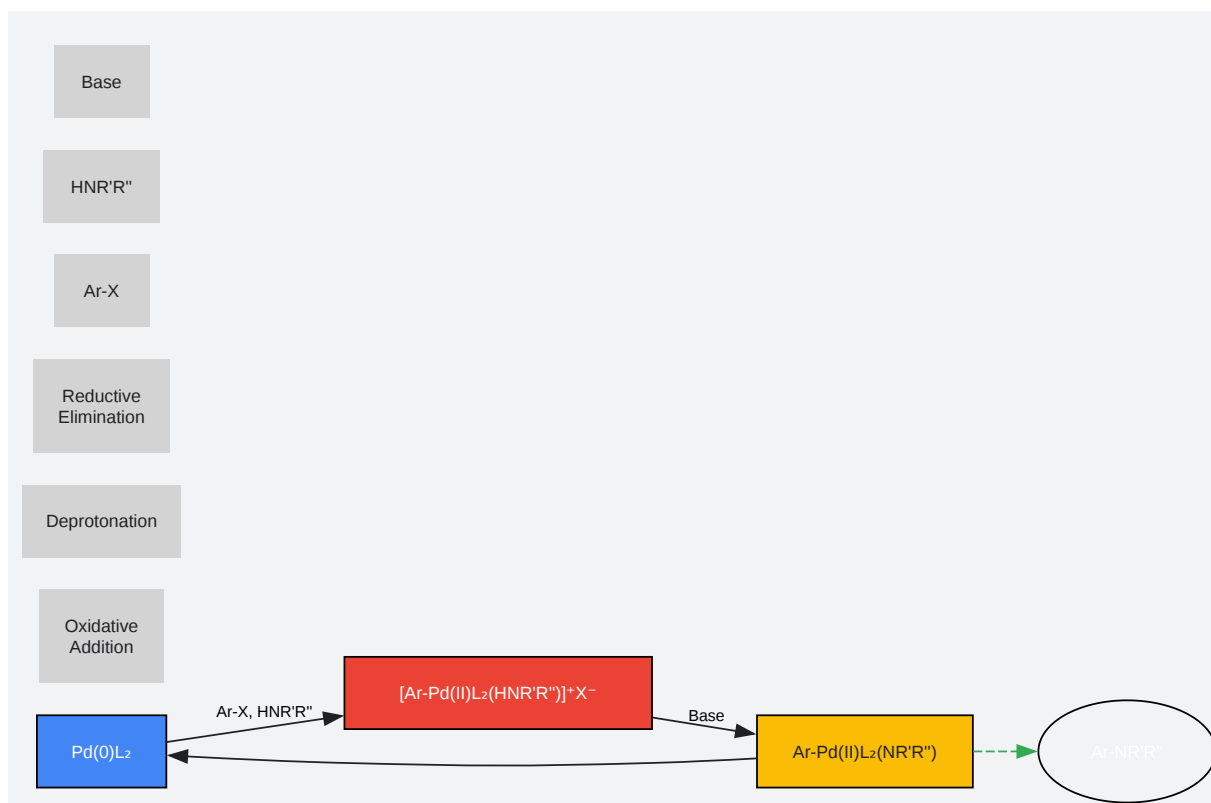 Base
HNR'R"
Ar-X
Reductive
Elimination
Deprotonation
Oxidative
Addition
Pd(0)L₂
Ar-X, HNR'R"
[Ar-Pd(II)L₂(HNR'R")]⁺X⁻
Base
Ar-Pd(II)L₂(NR'R")
Ar-NR'R"